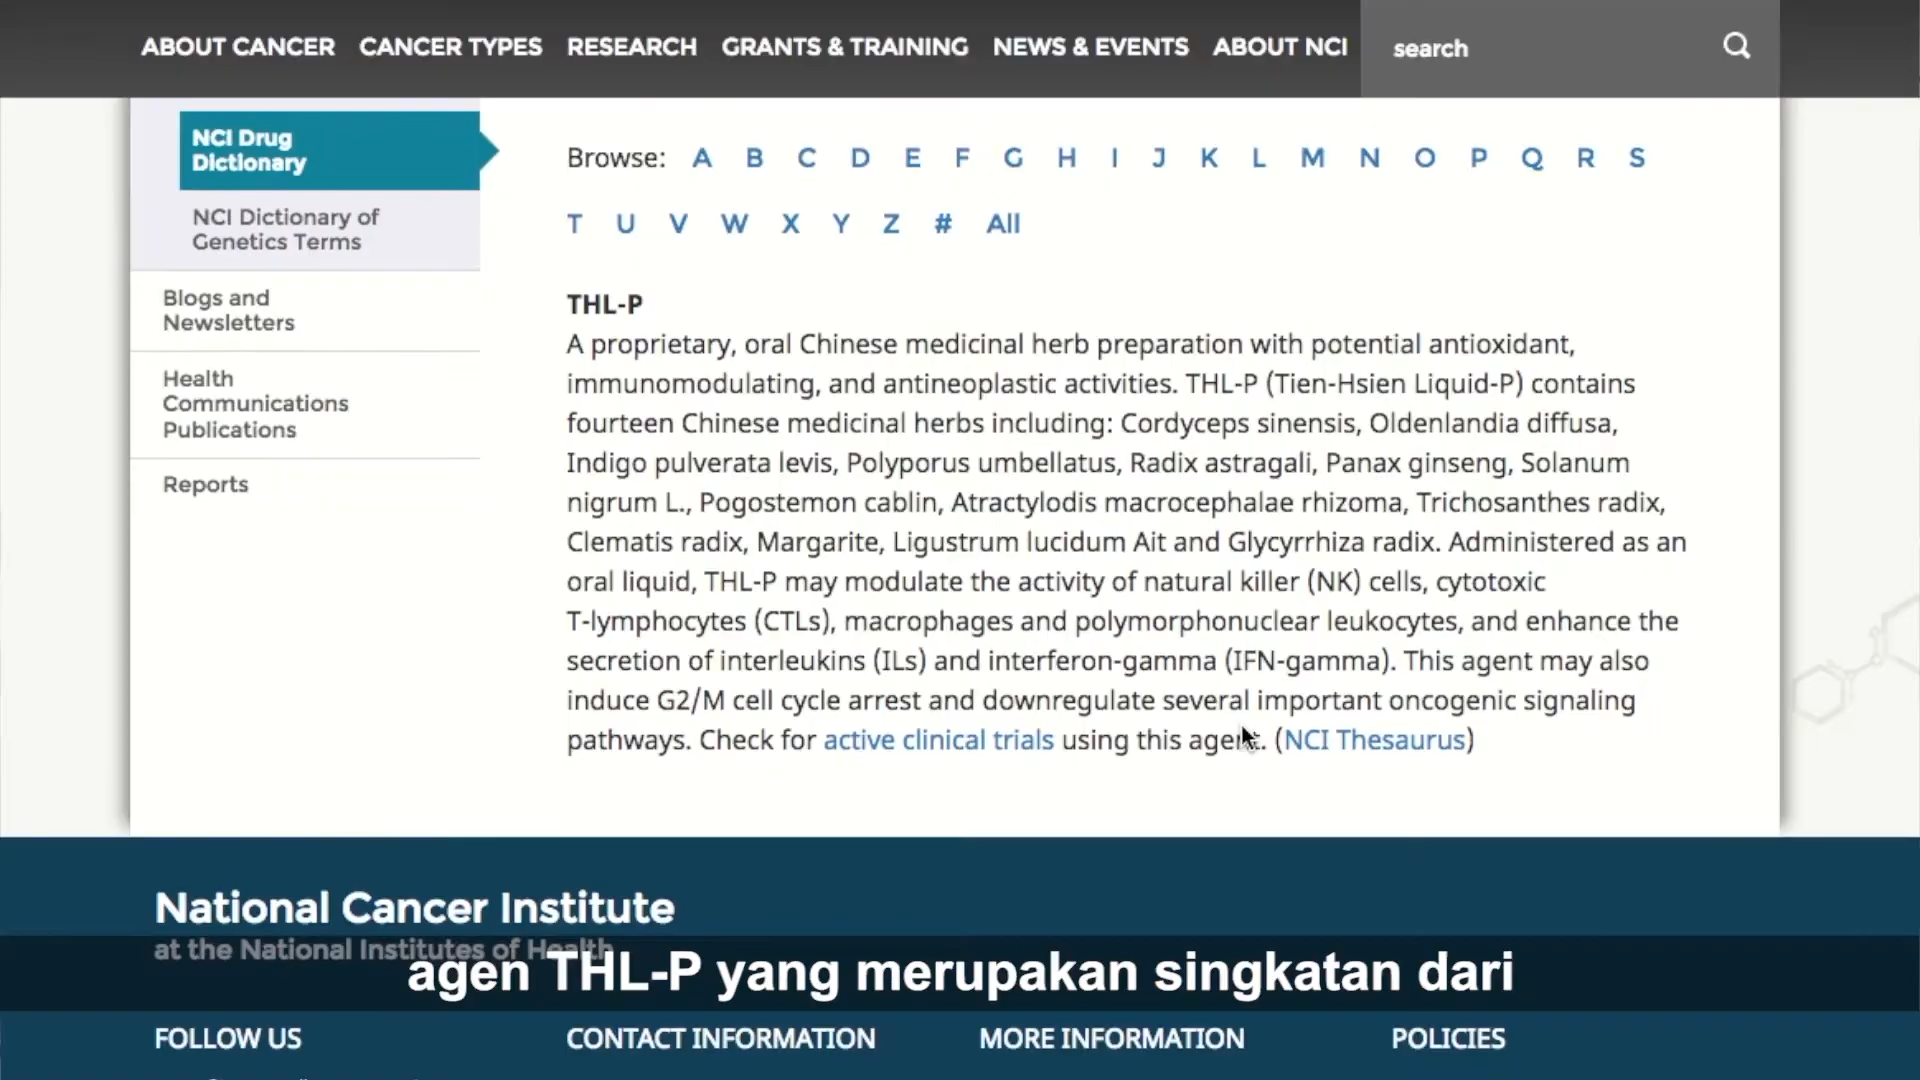 ABOUT CANCER CANCER TYPES RESEARCH GRANTS & TRAINING NEWS & EVENTS ABOUT NCI search
NCI Drug
Dictionary
NCI Dictionary of
Genetics Terms
Blogs and
Newsletters
Health
Communications
Publications
Reports
Browse: A B C D E F G H I J K L M N O P Q R S
T U V W X Y Z # All
THL-P
A proprietary, oral Chinese medicinal herb preparation with potential antioxidant,
immunomodulating, and antineoplastic activities. THL-P (Tien-Hsien Liquid-P) contains
fourteen Chinese medicinal herbs including: Cordyceps sinensis, Oldenlandia diffusa,
Indigo pulverata levis, Polyporus umbellatus, Radix astragali, Panax ginseng, Solanum
nigrum L., Pogostemon cablin, Atractylodis macrocephalae rhizoma, Trichosanthes radix,
Clematis radix, Margarite, Ligustrum lucidum Ait and Glycyrrhiza radix. Administered as an
oral liquid, THL-P may modulate the activity of natural killer (NK) cells, cytotoxic
T-lymphocytes (CTLs), macrophages and polymorphonuclear leukocytes, and enhance the
secretion of interleukins (ILs) and interferon-gamma (IFN-gamma). This agent may also
induce G2/M cell cycle arrest and downregulate several important oncogenic signaling
pathways. Check for active clinical trials using this agent. (NCI Thesaurus)
National Cancer Institute
at the National Institutes of Health
agen THL-P yang merupakan singkatan dari
FOLLOW US CONTACT INFORMATION MORE INFORMATION POLICIES